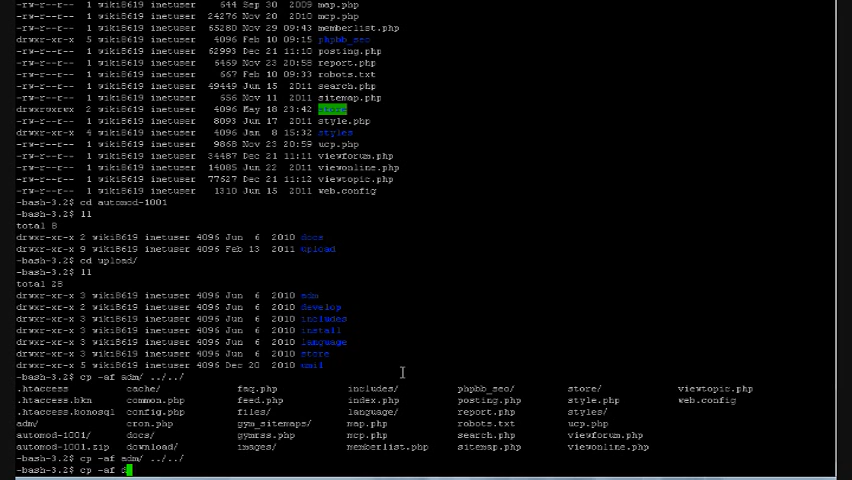 -rw-r--r-- 1 wiki8619 inetuser 644 Sep 30 2009 map.php
-rw-r--r-- 1 wiki8619 inetuser 24276 Nov 20 2010 mcp.php
-rw-r--r-- 1 wiki8619 inetuser 65280 Nov 29 09:43 memberlist.php
drwxr-xr-x 5 wiki8619 inetuser 4096 Feb 10 09:15 phpbb_seo
-rw-r--r-- 1 wiki8619 inetuser 62993 Dec 21 11:10 posting.php
-rw-r--r-- 1 wiki8619 inetuser 6469 Nov 23 20:58 report.php
-rw-r--r-- 1 wiki8619 inetuser 667 Feb 10 09:33 robots.txt
-rw-r--r-- 1 wiki8619 inetuser 49449 Jun 15 2011 search.php
-rw-r--r-- 1 wiki8619 inetuser 656 Nov 11 2011 sitemap.php
drwxrwxrwx 2 wiki8619 inetuser 4096 May 18 23:42 store
-rw-r--r-- 1 wiki8619 inetuser 8093 Jun 17 2011 style.php
drwxr-xr-x 4 wiki8619 inetuser 4096 Jan 8 15:32 styles
-rw-r--r-- 1 wiki8619 inetuser 9868 Nov 23 20:59 ucp.php
-rw-r--r-- 1 wiki8619 inetuser 34487 Dec 21 11:11 viewforum.php
-rw-r--r-- 1 wiki8619 inetuser 14085 Jun 22 2011 viewonline.php
-rw-r--r-- 1 wiki8619 inetuser 77627 Dec 21 11:12 viewtopic.php
-rw-r--r-- 1 wiki8619 inetuser 1310 Jun 15 2011 web.config
-bash-3.2$ cd automod-1001
-bash-3.2$ ll
total 8
drwxr-xr-x 2 wiki8619 inetuser 4096 Jun 6 2010 docs
drwxr-xr-x 9 wiki8619 inetuser 4096 Feb 13 2011 upload
-bash-3.2$ cd upload/
-bash-3.2$ ll
total 28
drwxr-xr-x 3 wiki8619 inetuser 4096 Jun 6 2010 adm
drwxr-xr-x 2 wiki8619 inetuser 4096 Jun 6 2010 develop
drwxr-xr-x 3 wiki8619 inetuser 4096 Jun 6 2010 includes
drwxr-xr-x 3 wiki8619 inetuser 4096 Jun 6 2010 install
drwxr-xr-x 3 wiki8619 inetuser 4096 Jun 6 2010 language
drwxr-xr-x 3 wiki8619 inetuser 4096 Jun 6 2010 store
drwxr-xr-x 5 wiki8619 inetuser 4096 Dec 20 2010 umil
-bash-3.2$ cp -af adm/ ../../
.htaccess cache/ faq.php includes/ phpbb_seo/ store/ viewtopic.php
.htaccess.bkn common.php feed.php index.php posting.php style.php web.config
.htaccess.bonosql config.php files/ language/ report.php styles/
adm/ cron.php gym_sitemaps/ map.php robots.txt ucp.php
automod-1001/ docs/ gymrss.php mcp.php search.php viewforum.php
automod-1001.zip download/ images/ memberlist.php sitemap.php viewonline.php
-bash-3.2$ cp -af adm/ ../../
-bash-3.2$ cp -af d